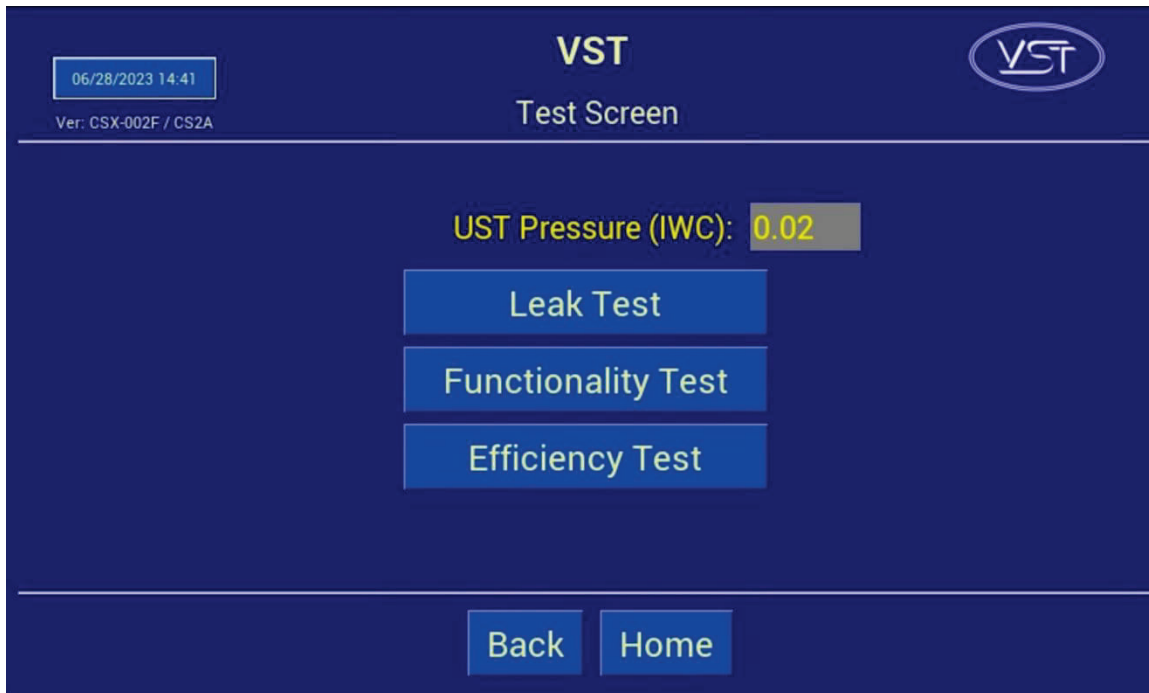 VST
Test Screen
06/28/2023 14:41
Ver: CSX-002F / CS2A
VST
UST Pressure (IWC): 0.02
Leak Test
Functionality Test
Efficiency Test
Back
Home